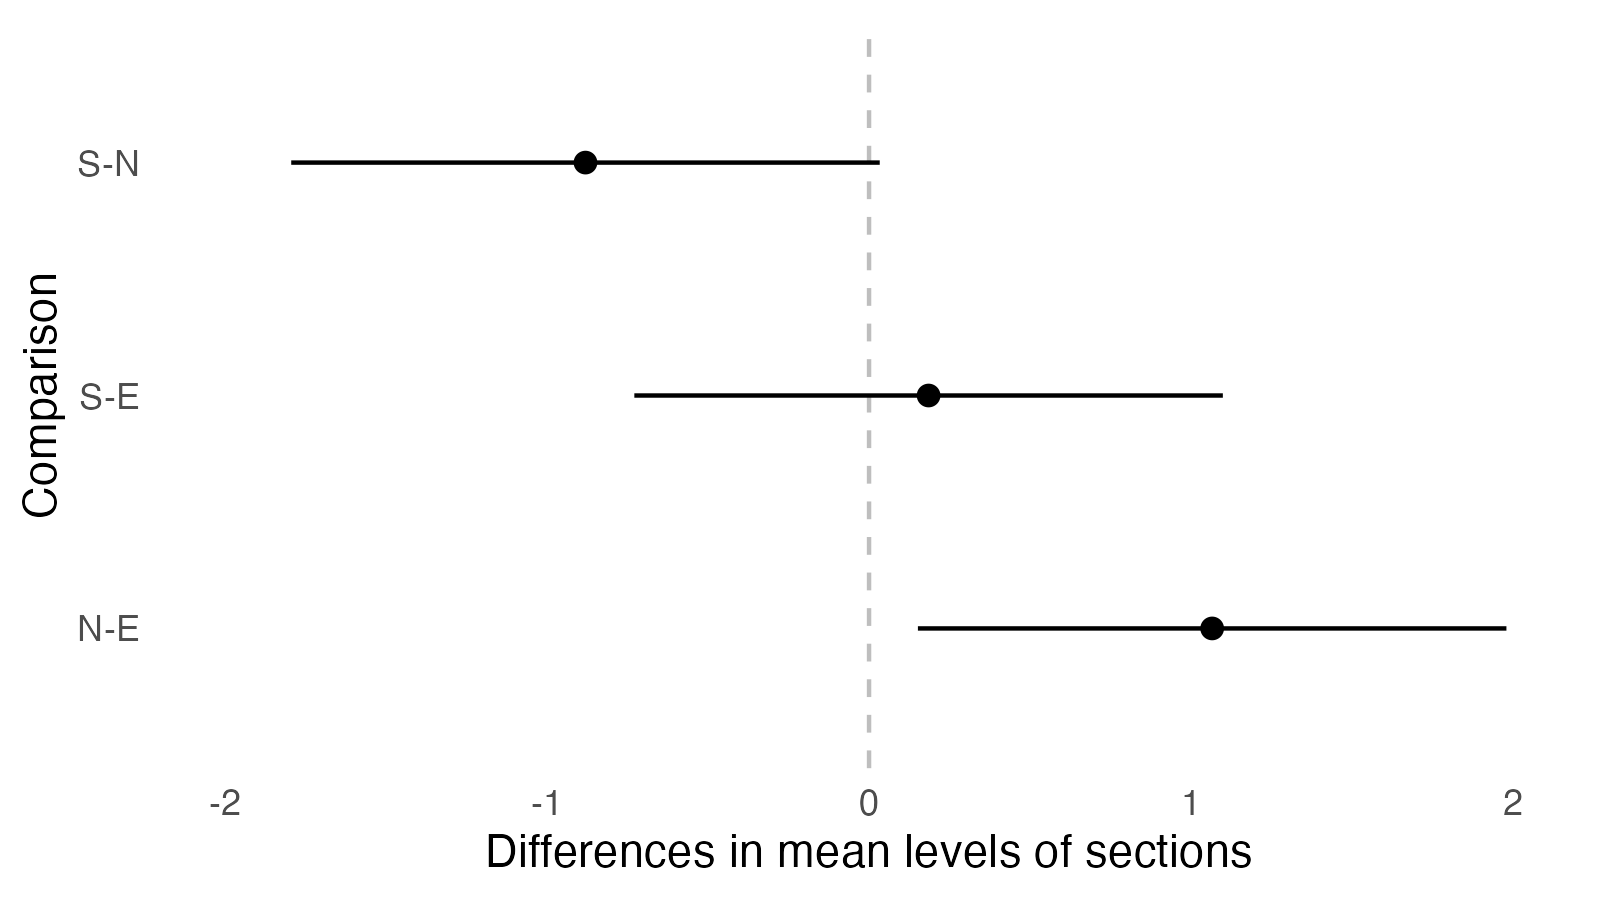 Comparison
S-N
S-E
N-E
-2 -1 0 1 2
Differences in mean levels of sections